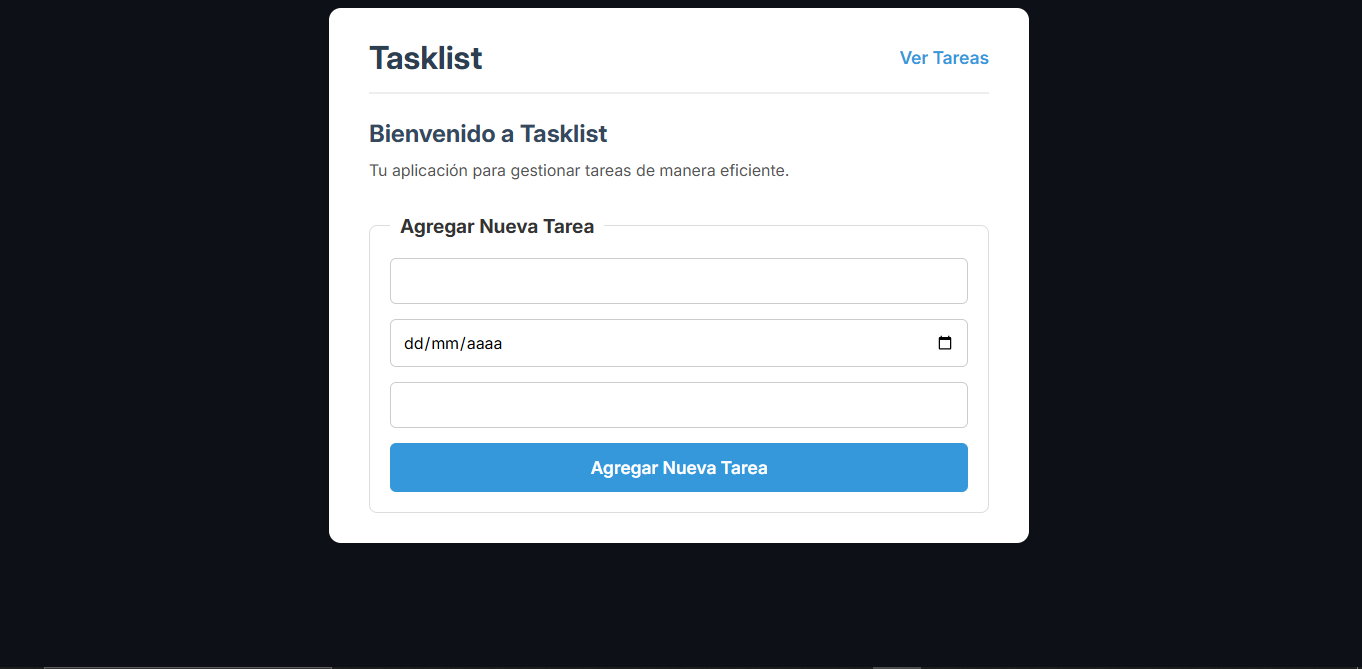 Tasklist
Ver Tareas
Bienvenido a Tasklist
Tu aplicación para gestionar tareas de manera eficiente.
Agregar Nueva Tarea
dd/mm/aaaa
Agregar Nueva Tarea